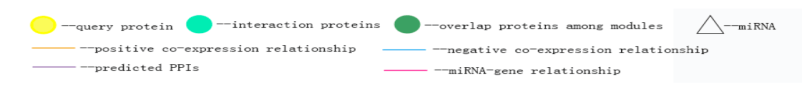 --query protein --interaction proteins --overlap proteins among modules --miRNA
--positive co-expression relationship --negative co-expression relationship
--predicted PPIs --miRNA-gene relationship